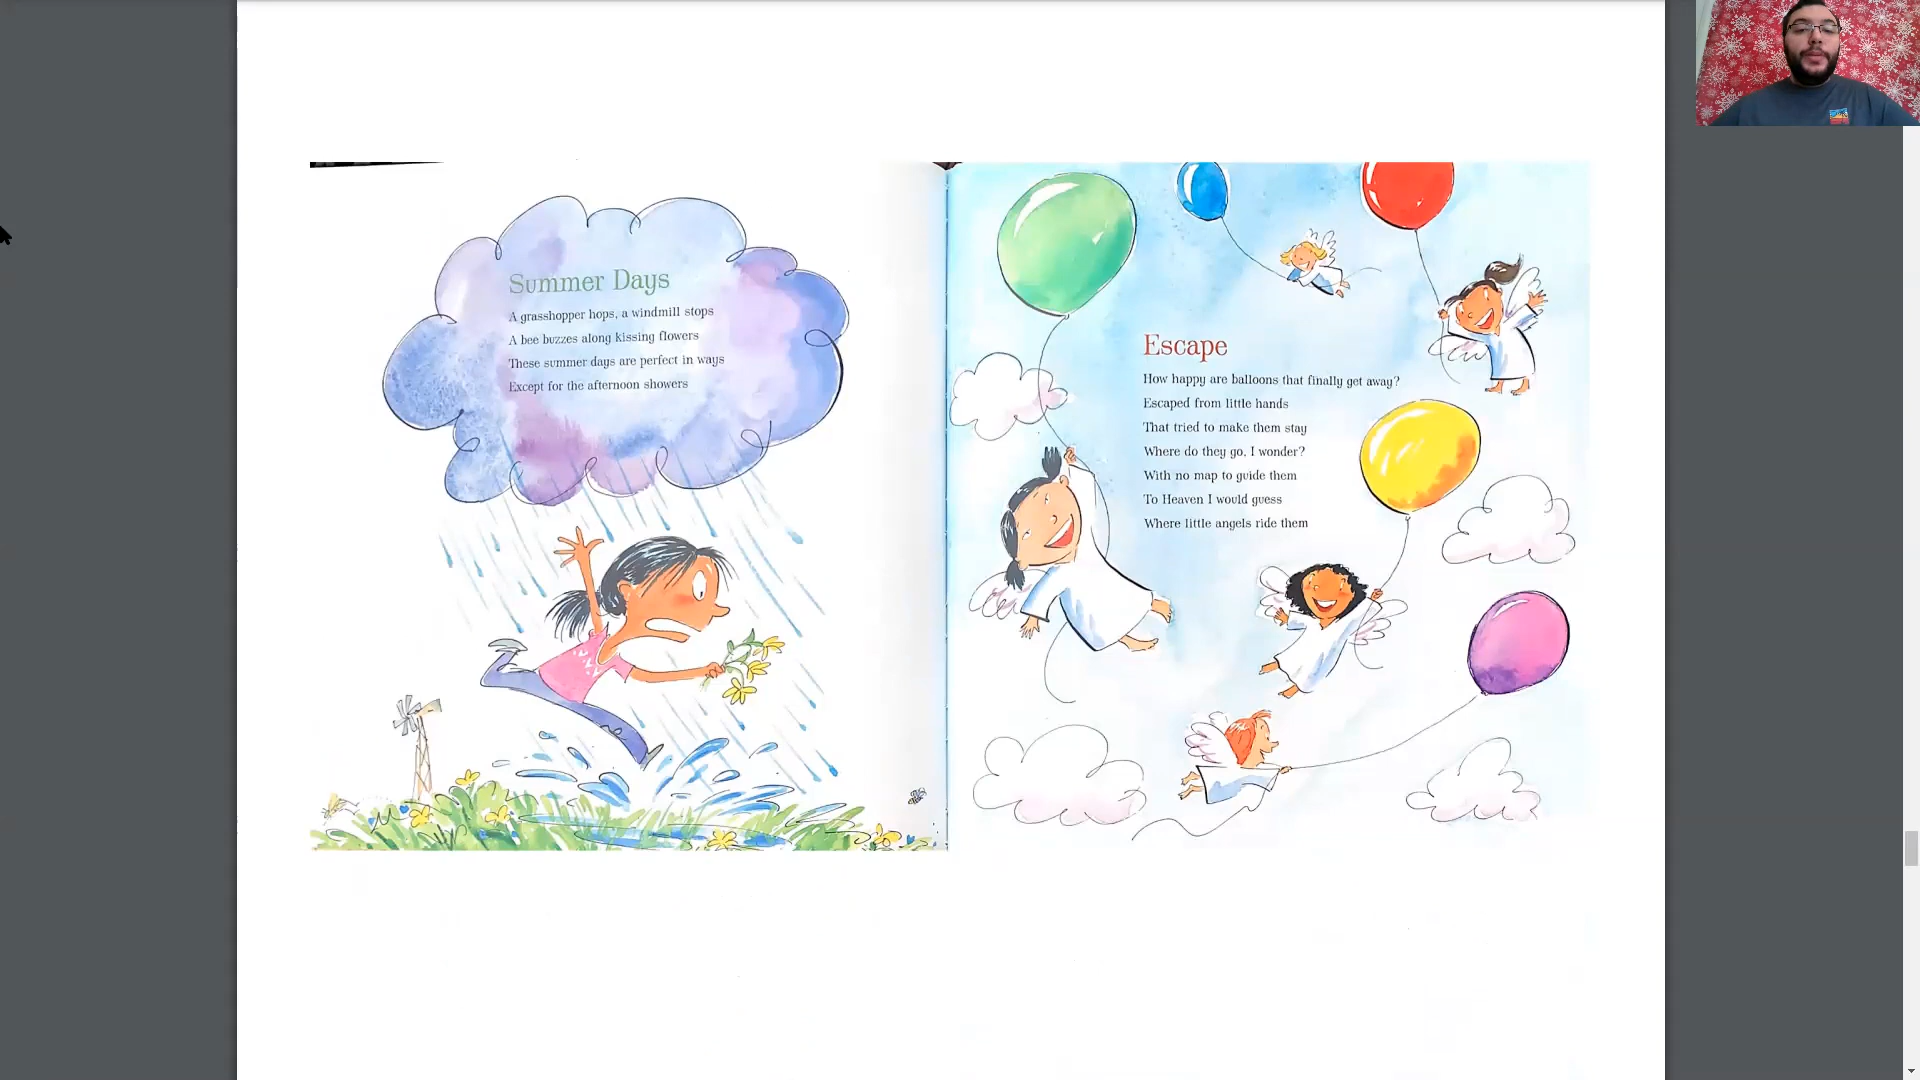 Summer Days
A grasshopper hops, a windmill stops
A bee buzzes along kissing flowers
These summer days are perfect in ways
Except for the afternoon showers
Escape
How happy are balloons that finally get away?
Escaped from little hands
That tried to make them stay
Where do they go, I wonder?
With no map to guide them
To Heaven I would guess
Where little angels ride them